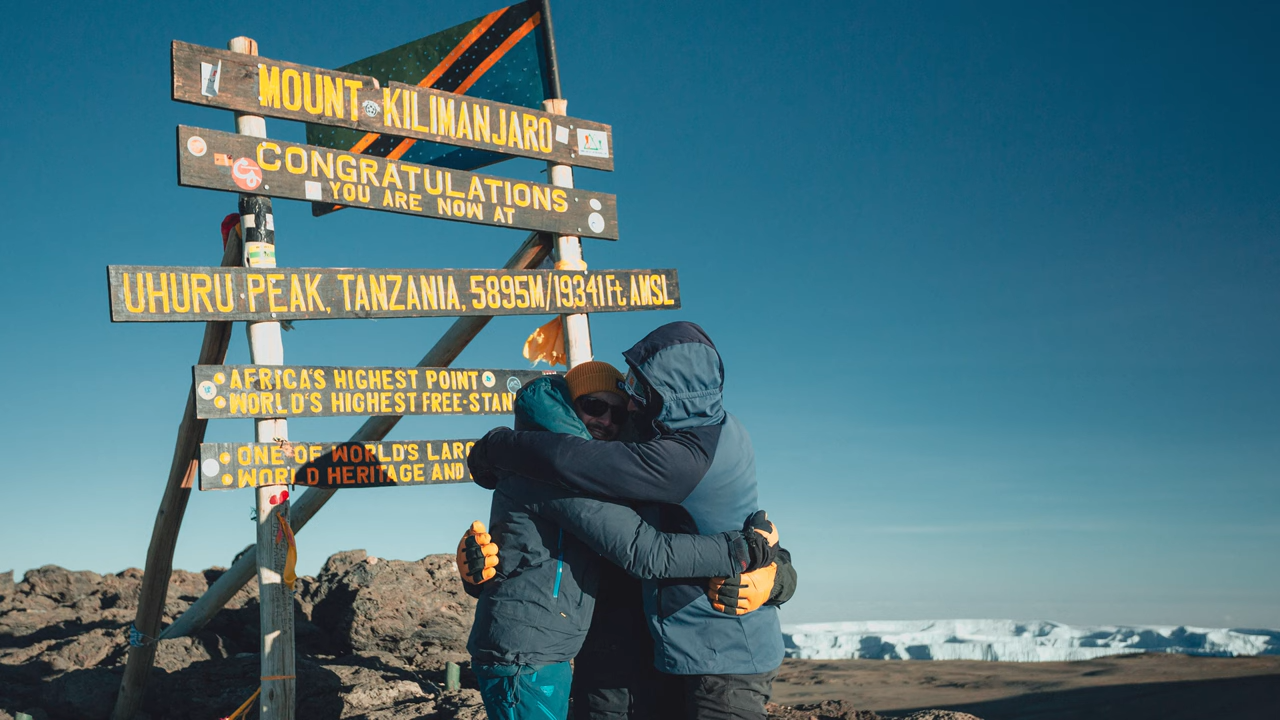 MOUNT KILIMANJARO
CONGRATULATIONS
YOU ARE NOW AT
UHURU PEAK, TANZANIA, 5895M/19341Ft AMSL
AFRICA'S HIGHEST POINT
WORLD'S HIGHEST FREE-STAN
ONE OF WORLD'S LARG
WORLD HERITAGE AND